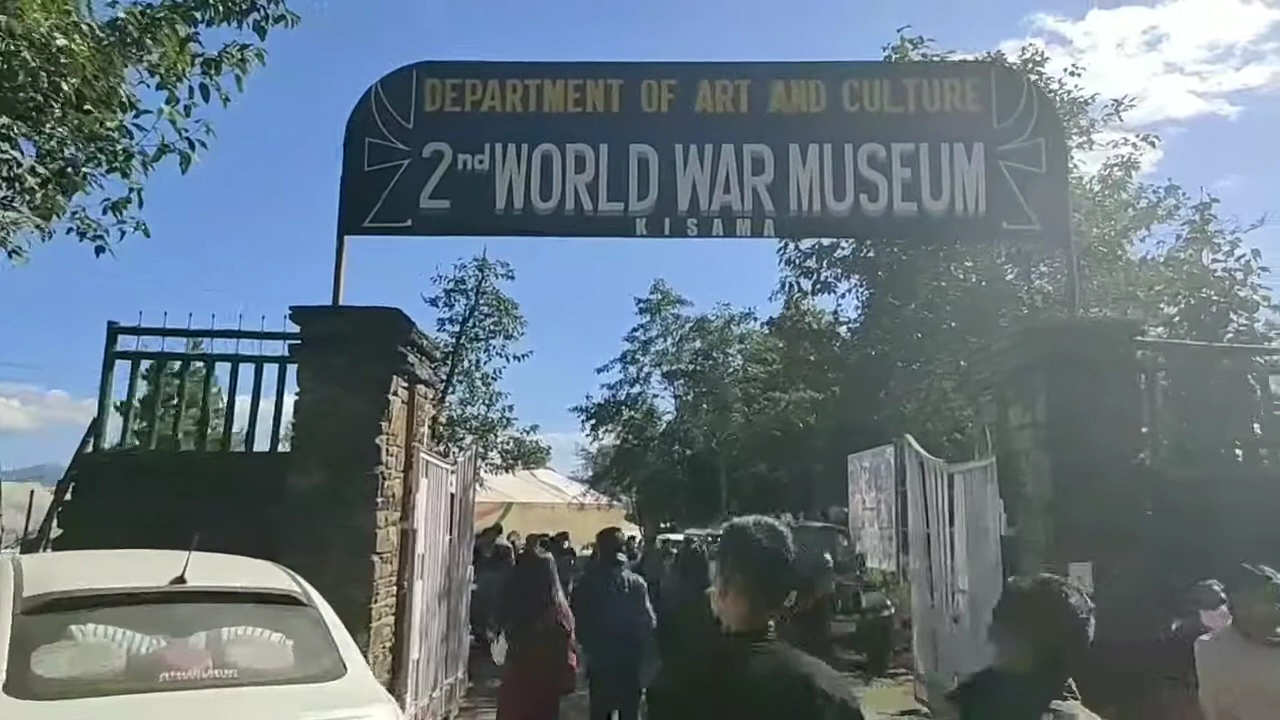 DEPARTMENT OF ART AND CULTURE
2nd WORLD WAR MUSEUM
KISAMA